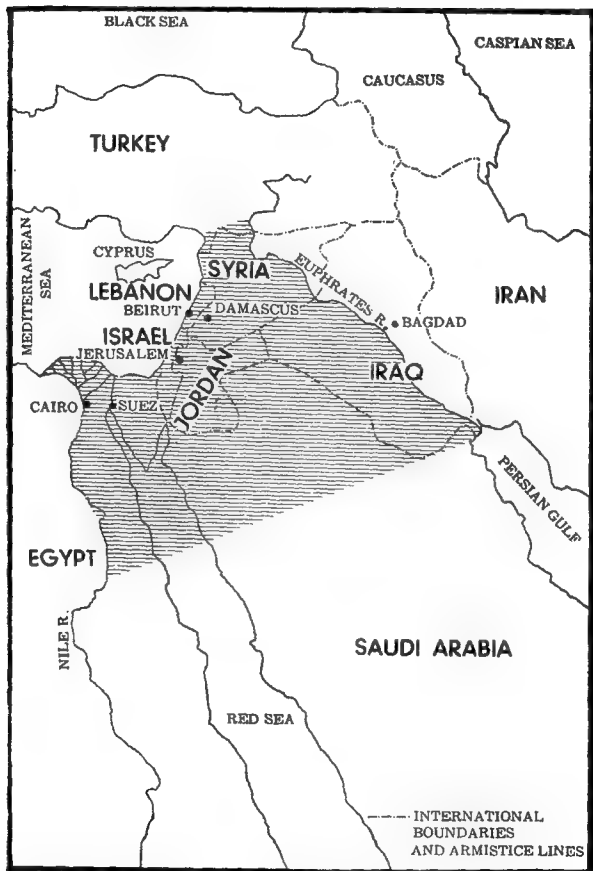 BLACK SEA
CASPIAN SEA
CAUCASUS
TURKEY
MEDITERRANEAN
SEA
CYPRUS
SYRIA
EUPHRATES R.
LEBANON
BEIRUT
DAMASCUS
IRAN
BAGDAD
ISRAEL
JERUSALEM
JORDAN
IRAQ
CAIRO
SUEZ
PERSIAN GULF
EGYPT
NILE R.
SAUDI ARABIA
RED SEA
INTERNATIONAL
BOUNDARIES
AND ARMISTICE LINES